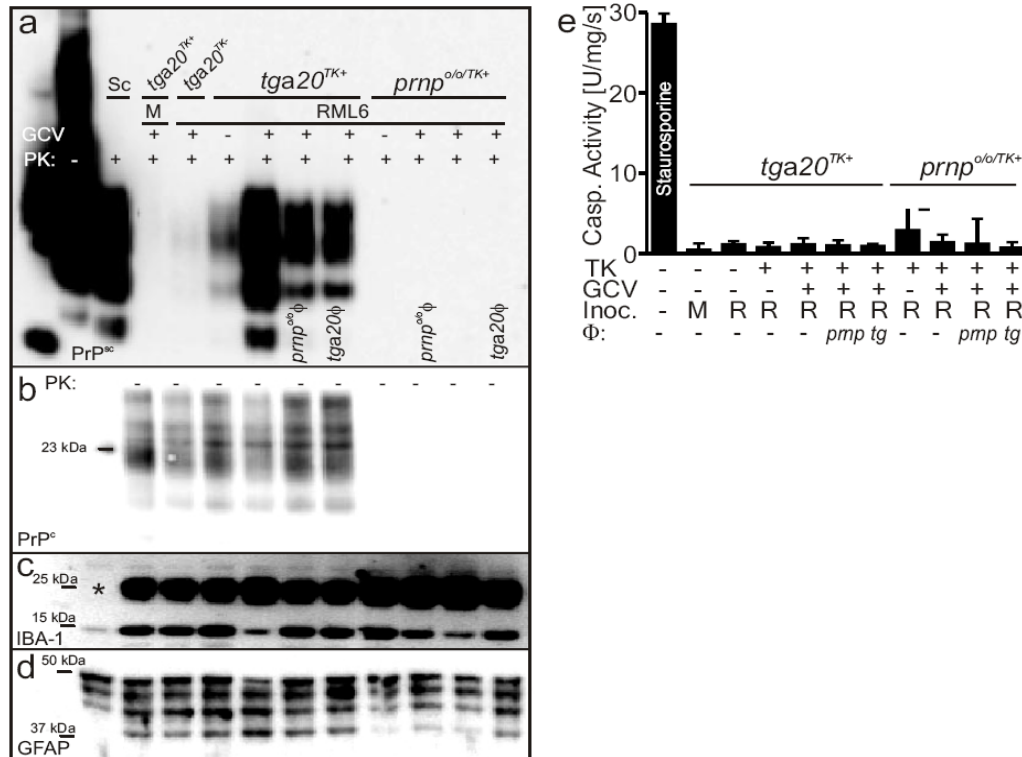 a
Sc tga20TK+ tga20TK- tga20TK+ prnpo/o/TK+
M RML6
GCV + + - + + + - + + +
PK: - + + + + + + + + + + +
prnpo/oϕ tga20ϕ prnpo/oϕ tga20ϕ
PrPsc
b
PK: - - - - - - - - - -
23 kDa
PrPc
c
25 kDa *
15 kDa
IBA-1
d
50 kDa
37 kDa
GFAP
e
Casp. Activity [U/mg/s]
30
20
10
0
Staurosporine
tga20TK+ prnpo/o/TK+
TK - - - + + + + + + + +
GCV - - - - + + + - + + +
Inoc. - M R R R R R R R R R
Φ: - - - - - prnp tg - - prnp tg